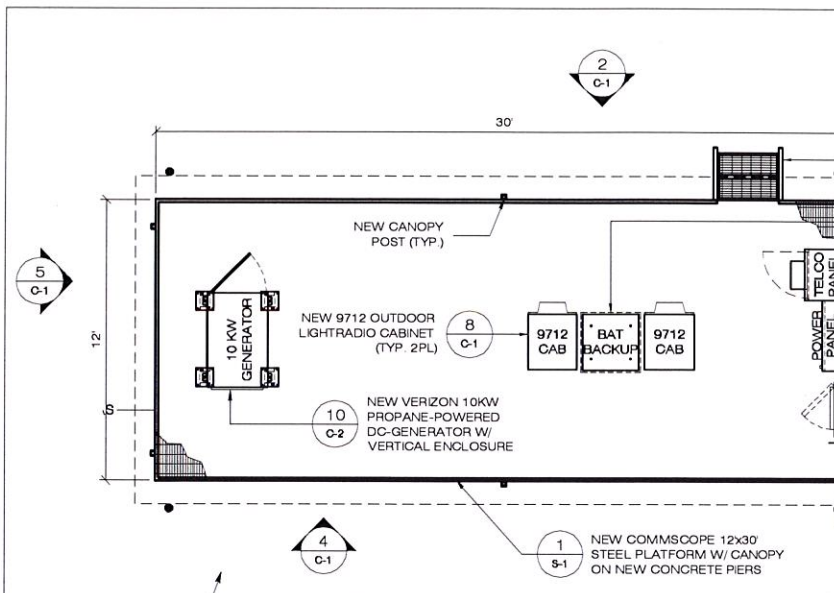 2
C-1
30'
NEW CANOPY
POST (TYP.)
5
C-1
12'
10 KW
GENERATOR
NEW 9712 OUTDOOR
LIGHTRADIO CABINET
(TYP. 2PL)
8
C-1
9712
CAB
BAT
BACKUP
9712
CAB
TELCO
PANEL
POWER
PANEL
10
C-2
NEW VERIZON 10KW
PROPANE-POWERED
DC-GENERATOR W/
VERTICAL ENCLOSURE
4
C-1
1
S-1
NEW COMMSCOPE 12x30'
STEEL PLATFORM W/ CANOPY
ON NEW CONCRETE PIERS